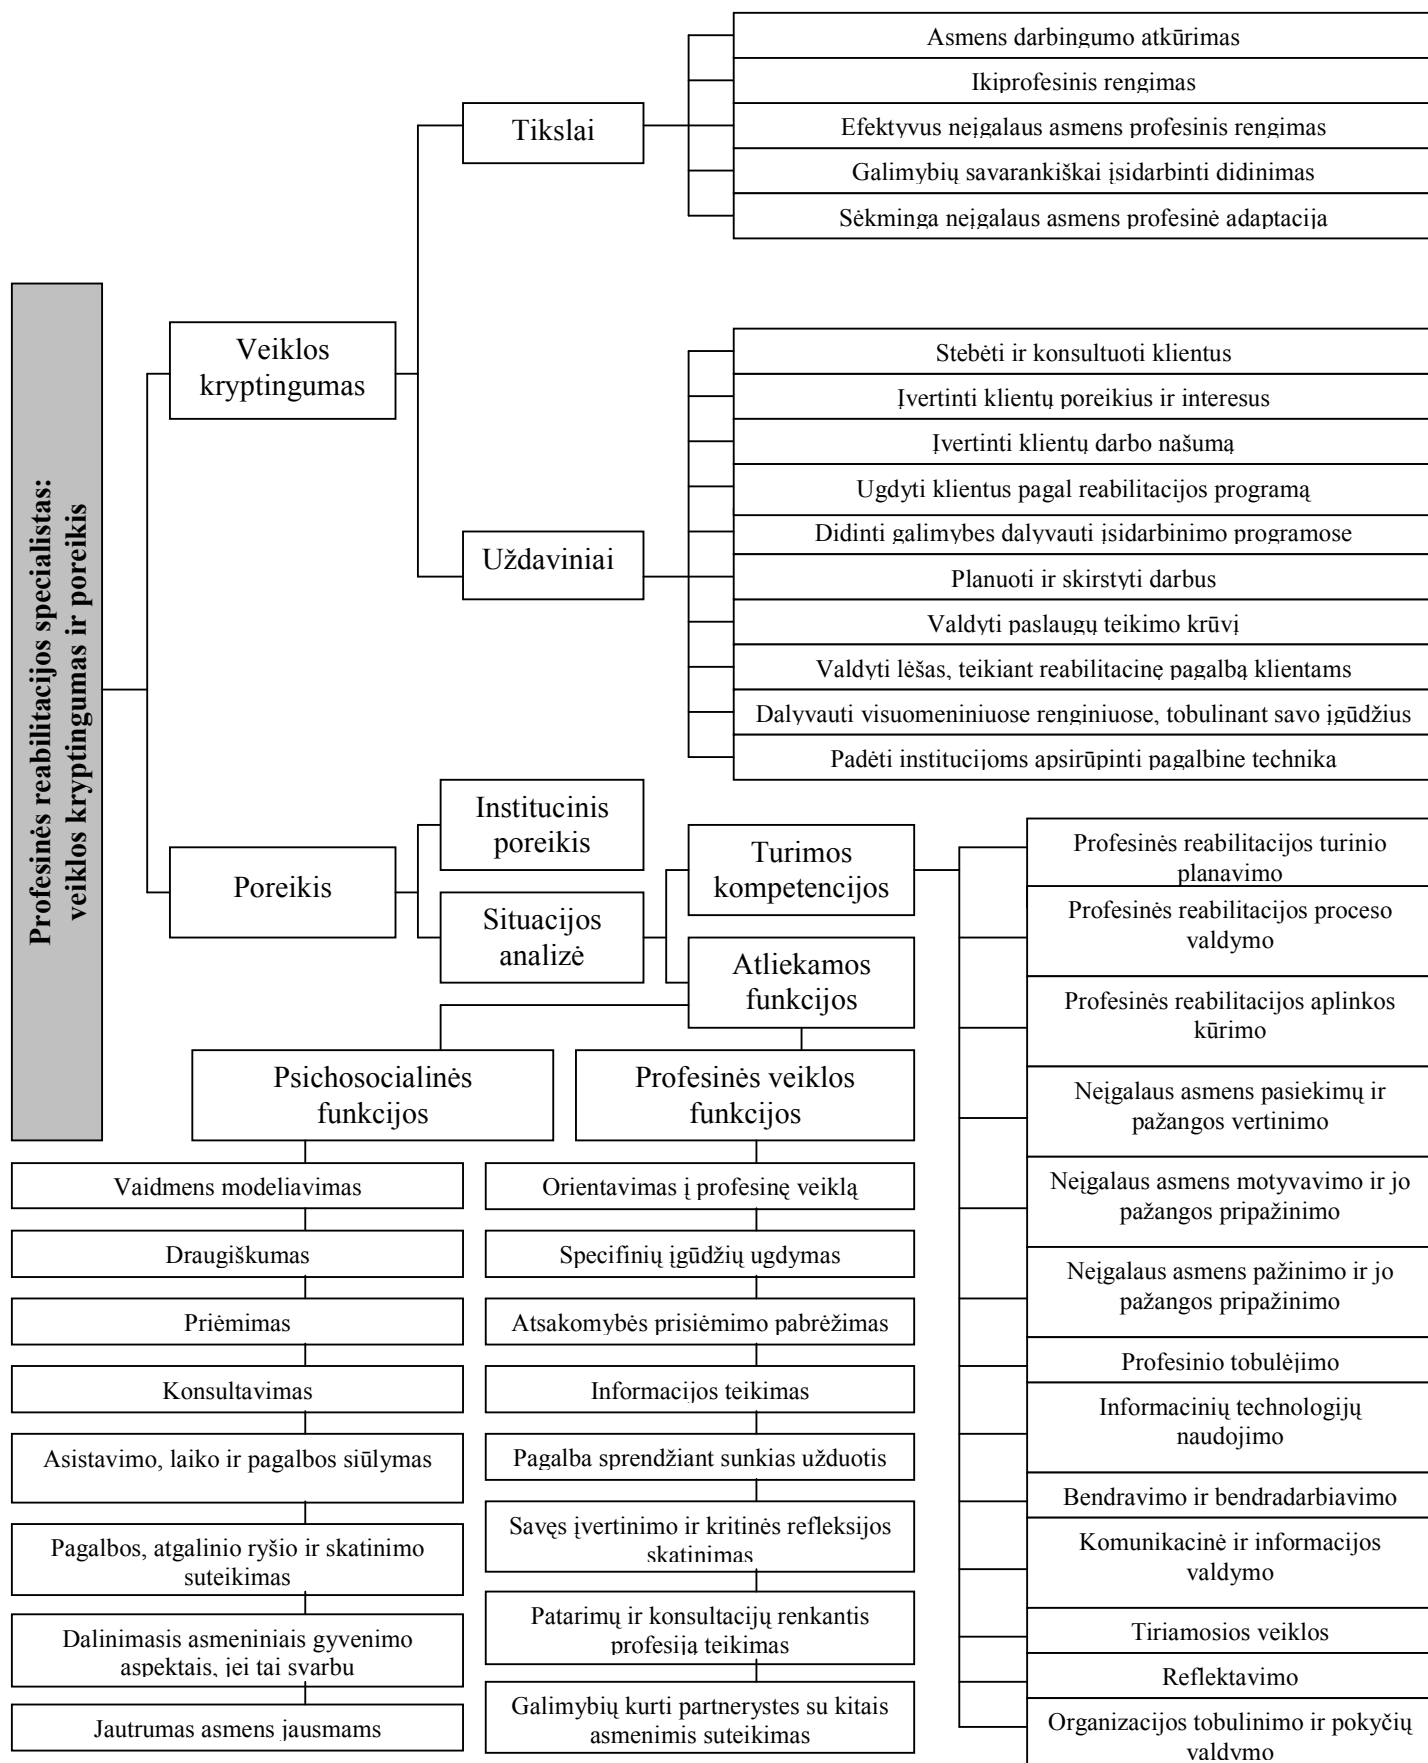 Profesinės reabilitacijos specialistas:
veiklos kryptingumas ir poreikis
Veiklos
kryptingumas
Tikslai
Asmens darbingumo atkūrimas
Ikiprofesinis rengimas
Efektyvus neįgalaus asmens profesinis rengimas
Galimybių savarankiškai įsidarbinti didinimas
Sėkminga neįgalaus asmens profesinė adaptacija
Uždaviniai
Stebėti ir konsultuoti klientus
Įvertinti klientų poreikius ir interesus
Įvertinti klientų darbo našumą
Ugdyti klientus pagal reabilitacijos programą
Didinti galimybes dalyvauti įsidarbinimo programose
Planuoti ir skirstyti darbus
Valdyti paslaugų teikimo krūvį
Valdyti lėšas, teikiant reabilitacinę pagalbą klientams
Dalyvauti visuomeniniuose renginiuose, tobulinant savo įgūdžius
Padėti institucijoms apsirūpinti pagalbine technika
Poreikis
Institucinis
poreikis
Situacijos
analizė
Turimos
kompetencijos
Profesinės reabilitacijos turinio
planavimo
Profesinės reabilitacijos proceso
valdymo
Profesinės reabilitacijos aplinkos
kūrimo
Neįgalaus asmens pasiekimų ir
pažangos vertinimo
Neįgalaus asmens motyvavimo ir jo
pažangos pripažinimo
Neįgalaus asmens pažinimo ir jo
pažangos pripažinimo
Profesinio tobulėjimo
Informacinių technologijų
naudojimo
Bendravimo ir bendradarbiavimo
Komunikacinė ir informacijos
valdymo
Tiriamosios veiklos
Reflektavimo
Organizacijos tobulinimo ir pokyčių
valdymo
Atliekamos
funkcijos
Psichosocialinės
funkcijos
Vaidmens modeliavimas
Draugiškumas
Priėmimas
Konsultavimas
Asistavimo, laiko ir pagalbos siūlymas
Pagalbos, atgalinio ryšio ir skatinimo
suteikimas
Dalinimasis asmeniniais gyvenimo
aspektais, jei tai svarbu
Jautrumas asmens jausmams
Profesinės veiklos
funkcijos
Orientavimas į profesinę veiklą
Specifinių įgūdžių ugdymas
Atsakomybės prisiėmimo pabrėžimas
Informacijos teikimas
Pagalba sprendžiant sunkias užduotis
Savęs įvertinimo ir kritinės refleksijos
skatinimas
Patarimų ir konsultacijų renkantis
profesiją teikimas
Galimybių kurti partnerystes su kitais
asmenimis suteikimas